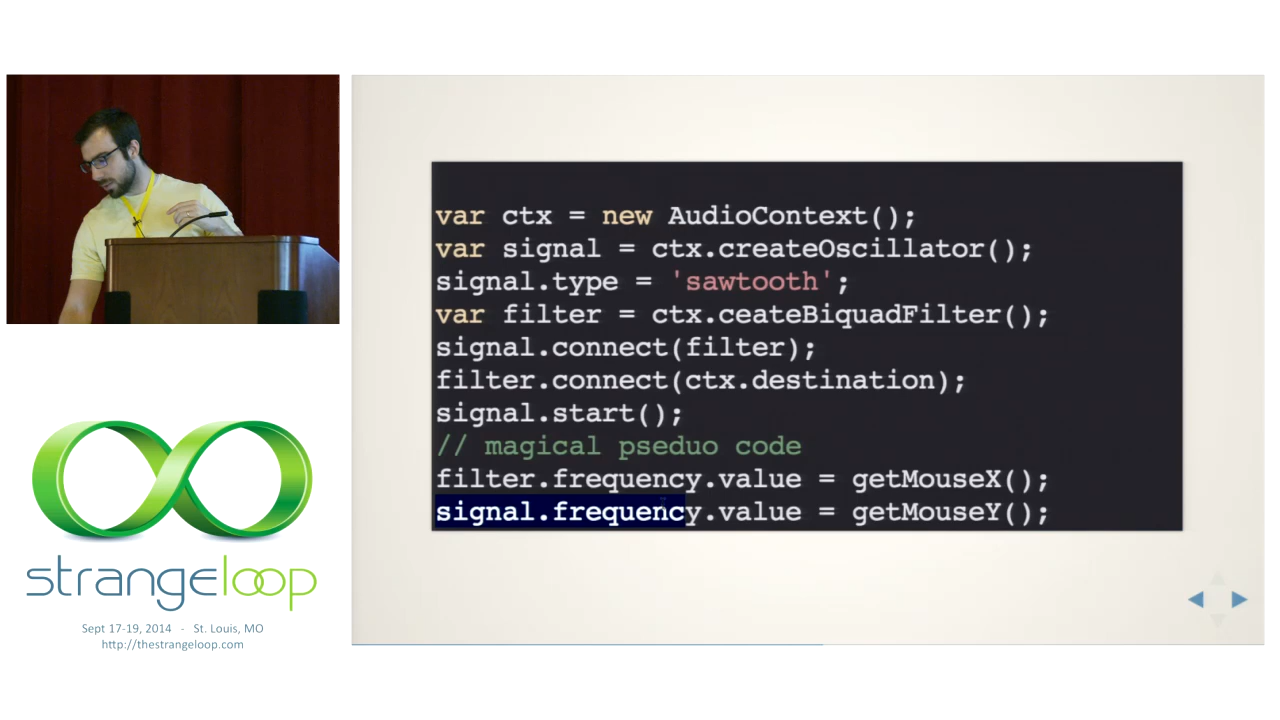 var ctx = new AudioContext();
var signal = ctx.createOscillator();
signal.type = 'sawtooth';
var filter = ctx.ceateBiquadFilter();
signal.connect(filter);
filter.connect(ctx.destination);
signal.start();
// magical pseduo code
filter.frequency.value = getMouseX();
signal.frequency.value = getMouseY();
strangeloop
Sept 17-19, 2014 - St. Louis, MO
http://thestrangeloop.com